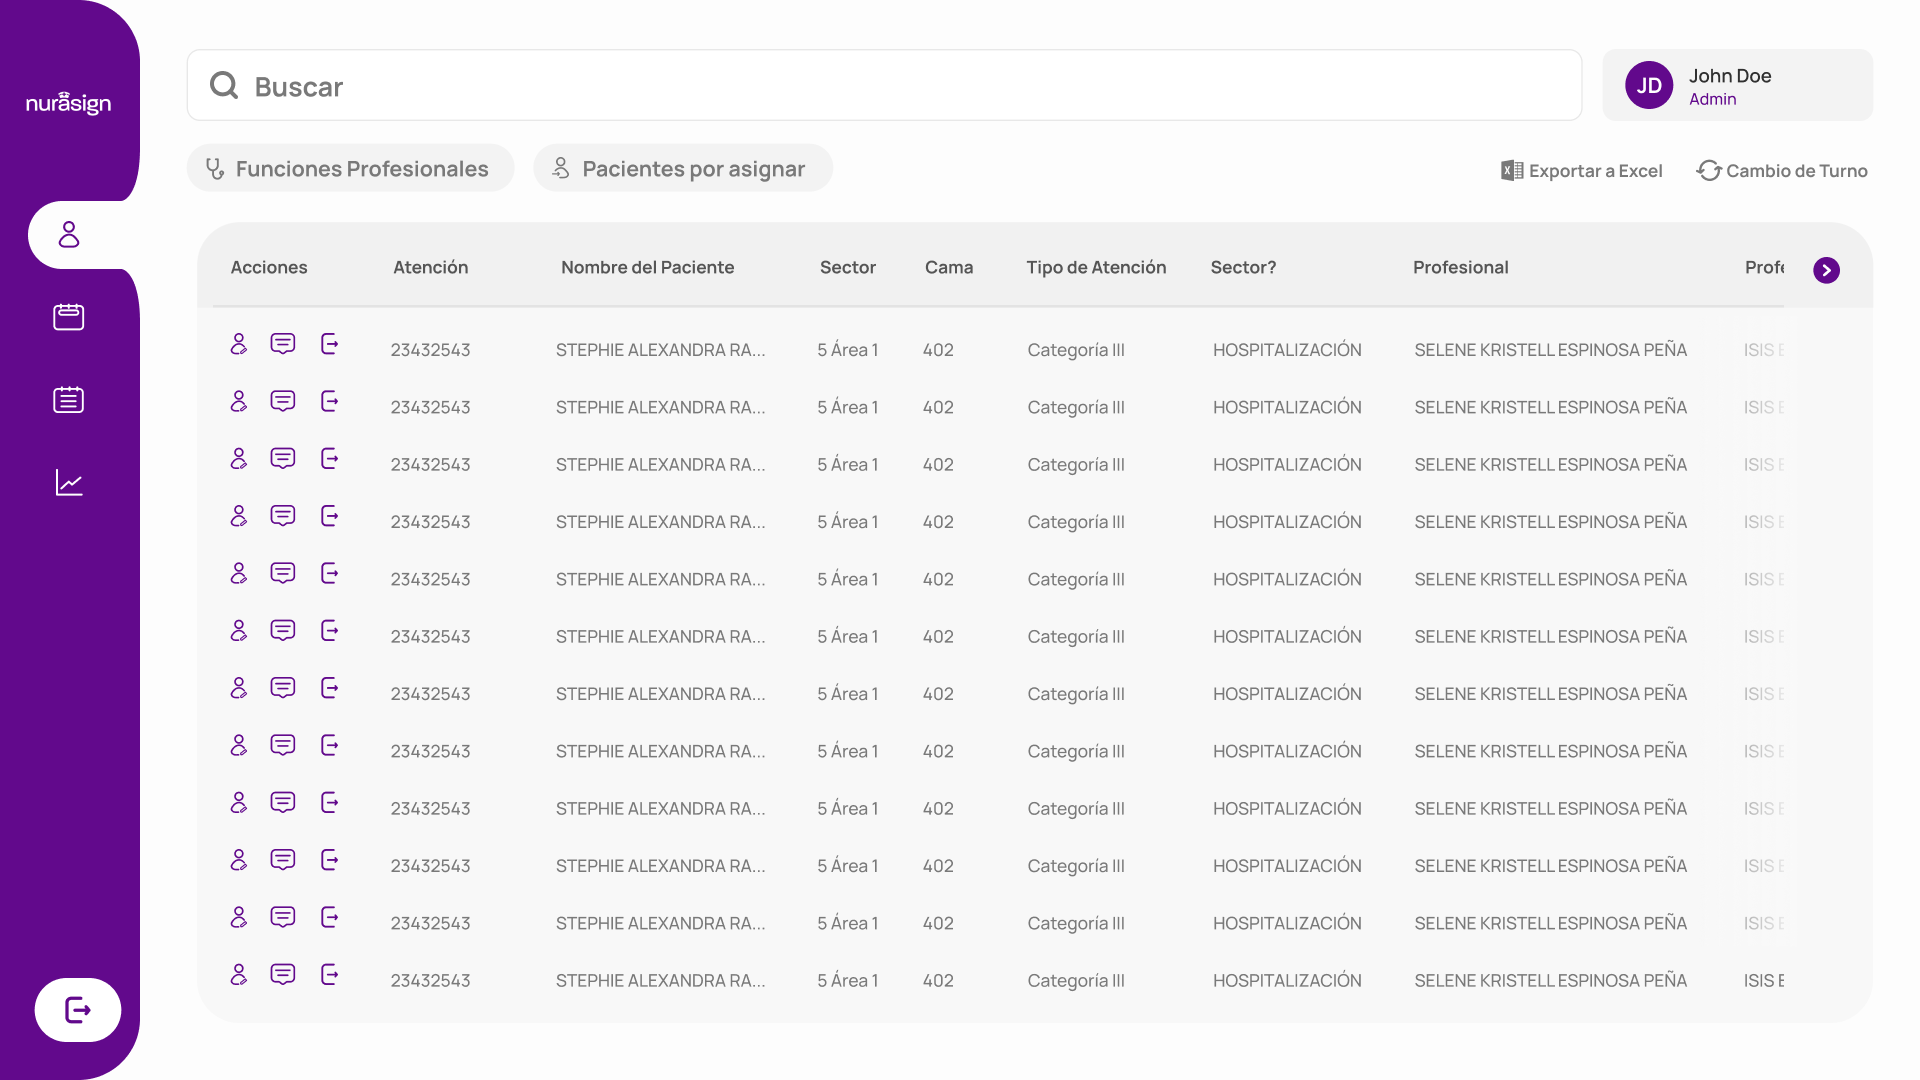 nurasign
Buscar
JD
John Doe
Admin
Funciones Profesionales
Pacientes por asignar
Exportar a Excel
Cambio de Turno
Acciones Atención Nombre del Paciente Sector Cama Tipo de Atención Sector? Profesional Profe
23432543 STEPHIE ALEXANDRA RA... 5 Área 1 402 Categoría III HOSPITALIZACIÓN SELENE KRISTELL ESPINOSA PEÑA ISIS E
23432543 STEPHIE ALEXANDRA RA... 5 Área 1 402 Categoría III HOSPITALIZACIÓN SELENE KRISTELL ESPINOSA PEÑA ISIS E
23432543 STEPHIE ALEXANDRA RA... 5 Área 1 402 Categoría III HOSPITALIZACIÓN SELENE KRISTELL ESPINOSA PEÑA ISIS E
23432543 STEPHIE ALEXANDRA RA... 5 Área 1 402 Categoría III HOSPITALIZACIÓN SELENE KRISTELL ESPINOSA PEÑA ISIS E
23432543 STEPHIE ALEXANDRA RA... 5 Área 1 402 Categoría III HOSPITALIZACIÓN SELENE KRISTELL ESPINOSA PEÑA ISIS E
23432543 STEPHIE ALEXANDRA RA... 5 Área 1 402 Categoría III HOSPITALIZACIÓN SELENE KRISTELL ESPINOSA PEÑA ISIS E
23432543 STEPHIE ALEXANDRA RA... 5 Área 1 402 Categoría III HOSPITALIZACIÓN SELENE KRISTELL ESPINOSA PEÑA ISIS E
23432543 STEPHIE ALEXANDRA RA... 5 Área 1 402 Categoría III HOSPITALIZACIÓN SELENE KRISTELL ESPINOSA PEÑA ISIS E
23432543 STEPHIE ALEXANDRA RA... 5 Área 1 402 Categoría III HOSPITALIZACIÓN SELENE KRISTELL ESPINOSA PEÑA ISIS E
23432543 STEPHIE ALEXANDRA RA... 5 Área 1 402 Categoría III HOSPITALIZACIÓN SELENE KRISTELL ESPINOSA PEÑA ISIS E
23432543 STEPHIE ALEXANDRA RA... 5 Área 1 402 Categoría III HOSPITALIZACIÓN SELENE KRISTELL ESPINOSA PEÑA ISIS E
23432543 STEPHIE ALEXANDRA RA... 5 Área 1 402 Categoría III HOSPITALIZACIÓN SELENE KRISTELL ESPINOSA PEÑA ISIS E